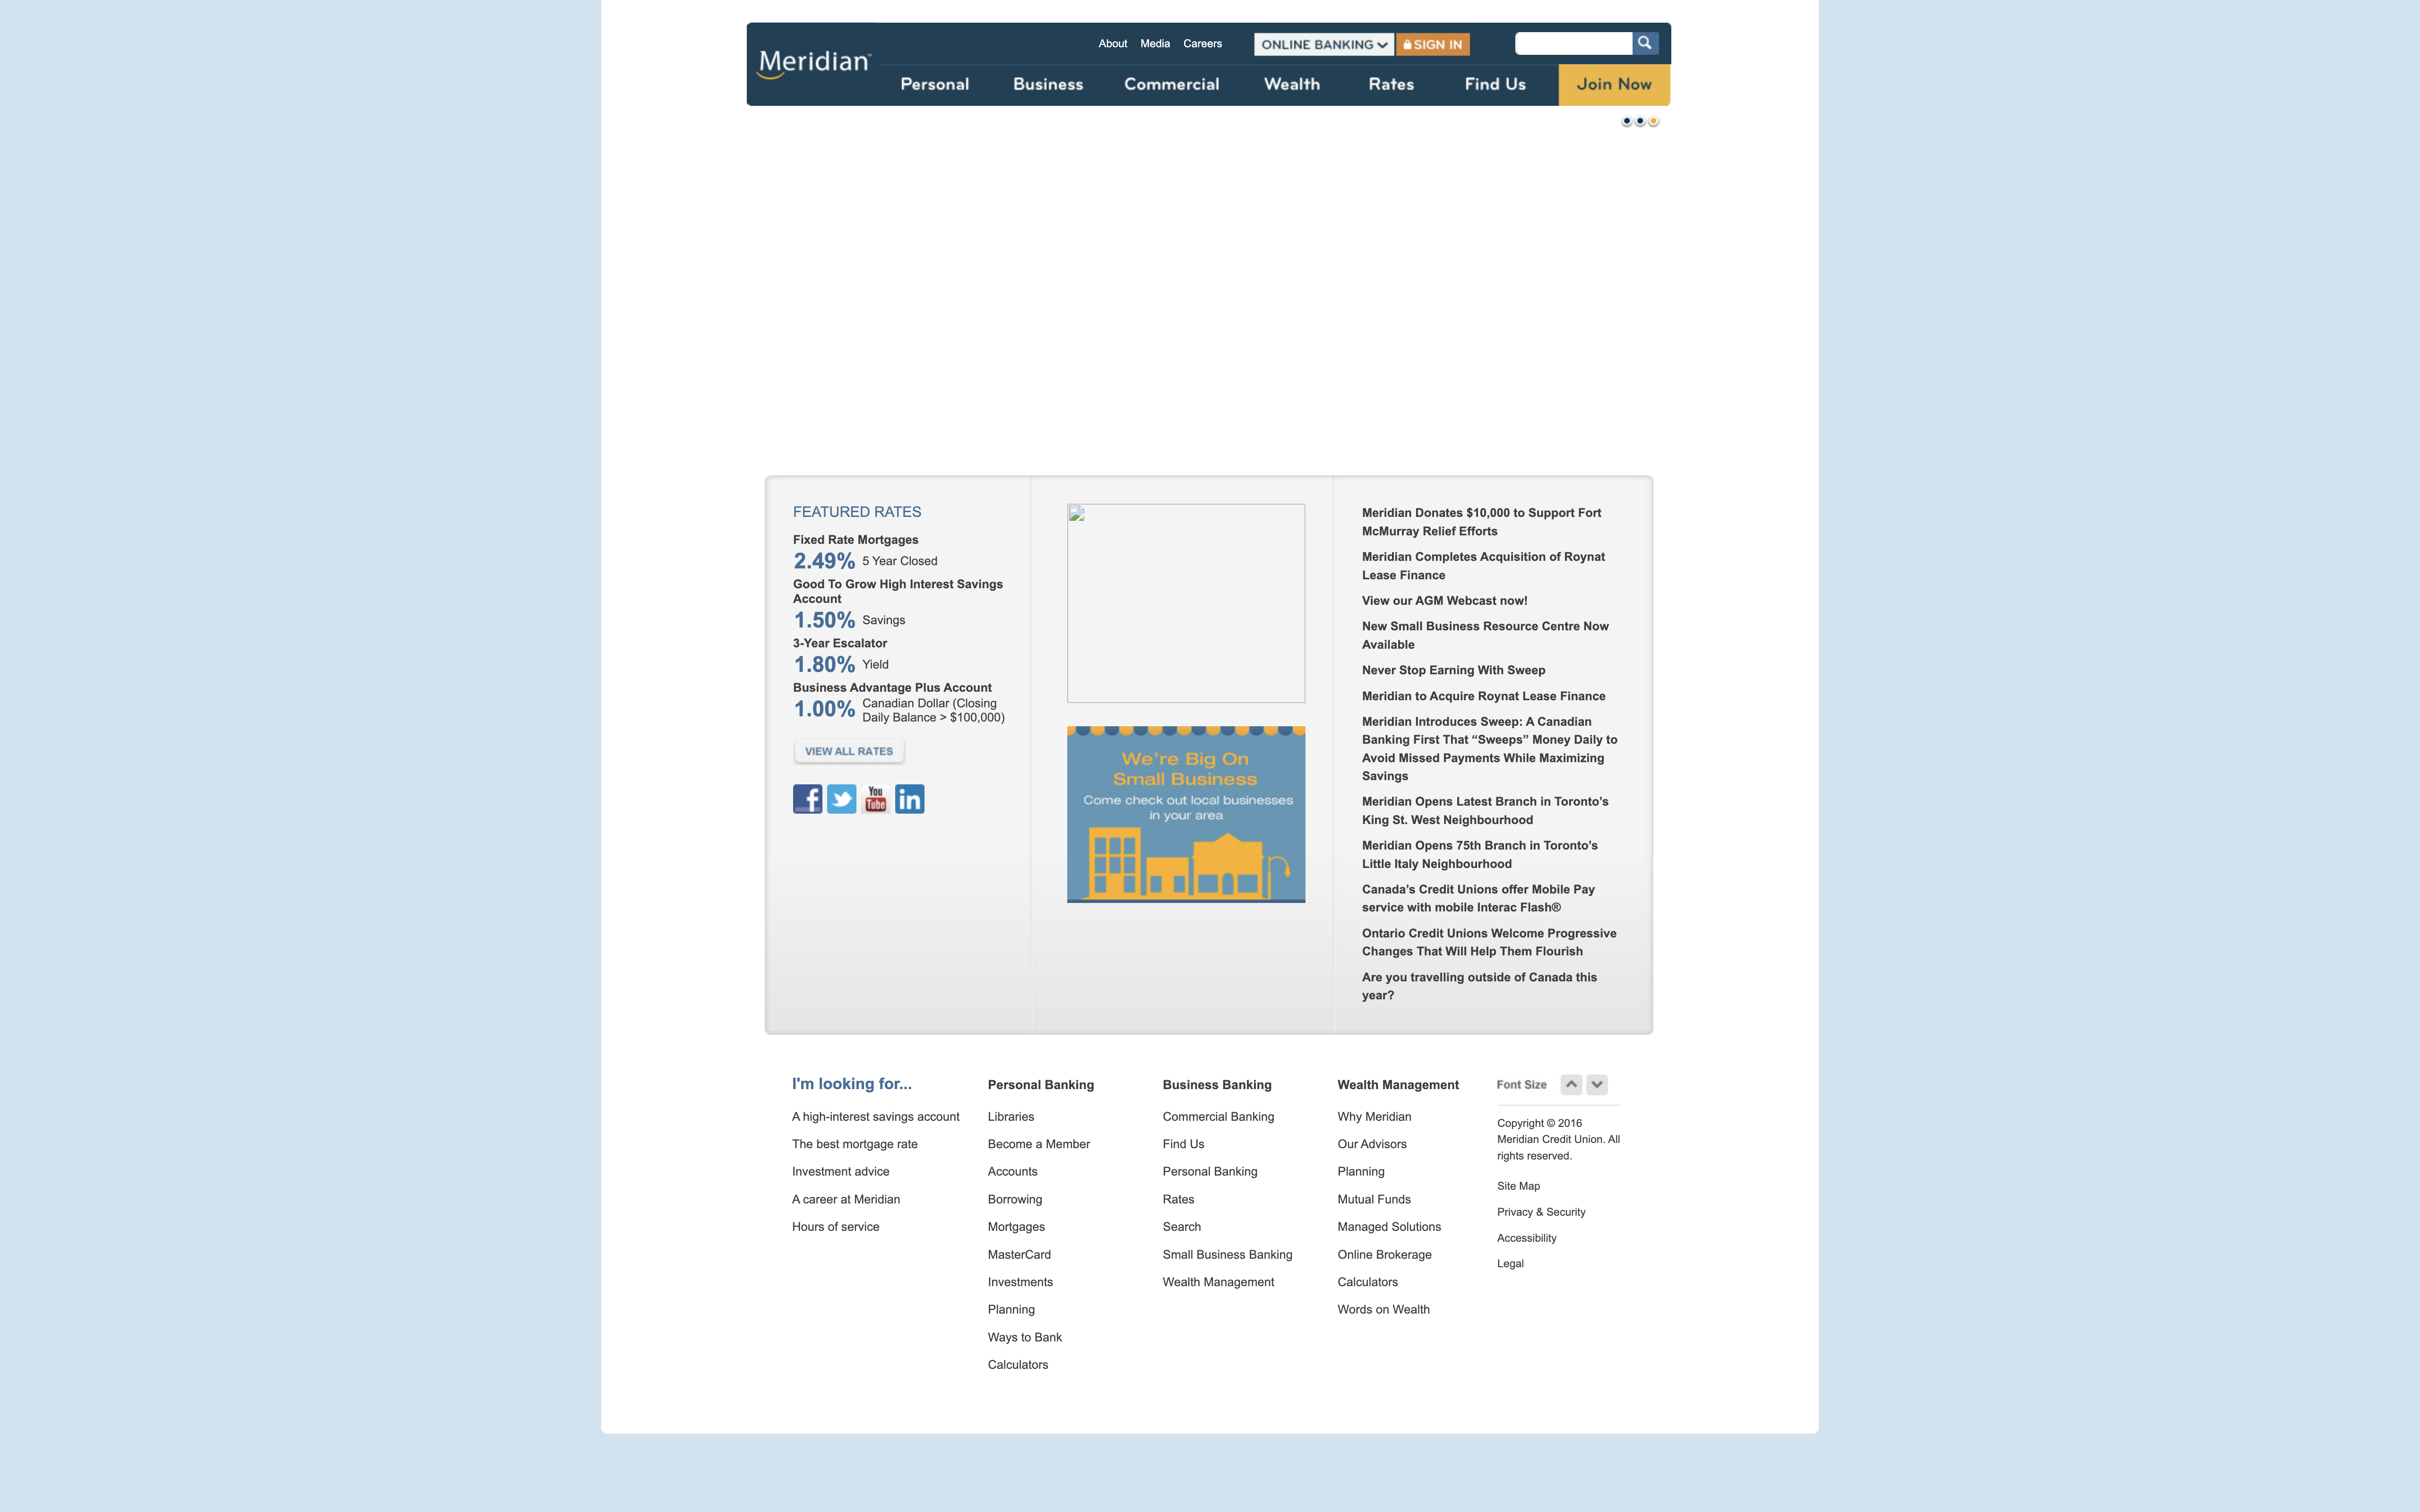 Meridian™
About Media Careers
ONLINE BANKING
SIGN IN
Personal Business Commercial Wealth Rates Find Us Join Now
FEATURED RATES
Fixed Rate Mortgages
2.49% 5 Year Closed
Good To Grow High Interest Savings
Account
1.50% Savings
3-Year Escalator
1.80% Yield
Business Advantage Plus Account
1.00% Canadian Dollar (Closing
Daily Balance > $100,000)
VIEW ALL RATES
f
You
Tube
in
We're Big On
Small Business
Come check out local businesses
in your area
Meridian Donates $10,000 to Support Fort
McMurray Relief Efforts
Meridian Completes Acquisition of Roynat
Lease Finance
View our AGM Webcast now!
New Small Business Resource Centre Now
Available
Never Stop Earning With Sweep
Meridian to Acquire Roynat Lease Finance
Meridian Introduces Sweep: A Canadian
Banking First That “Sweeps” Money Daily to
Avoid Missed Payments While Maximizing
Savings
Meridian Opens Latest Branch in Toronto’s
King St. West Neighbourhood
Meridian Opens 75th Branch in Toronto’s
Little Italy Neighbourhood
Canada’s Credit Unions offer Mobile Pay
service with mobile Interac Flash®
Ontario Credit Unions Welcome Progressive
Changes That Will Help Them Flourish
Are you travelling outside of Canada this
year?
I'm looking for...
A high-interest savings account
The best mortgage rate
Investment advice
A career at Meridian
Hours of service
Personal Banking
Libraries
Become a Member
Accounts
Borrowing
Mortgages
MasterCard
Investments
Planning
Ways to Bank
Calculators
Business Banking
Commercial Banking
Find Us
Personal Banking
Rates
Search
Small Business Banking
Wealth Management
Wealth Management
Why Meridian
Our Advisors
Planning
Mutual Funds
Managed Solutions
Online Brokerage
Calculators
Words on Wealth
Font Size
Copyright © 2016
Meridian Credit Union. All
rights reserved.
Site Map
Privacy & Security
Accessibility
Legal